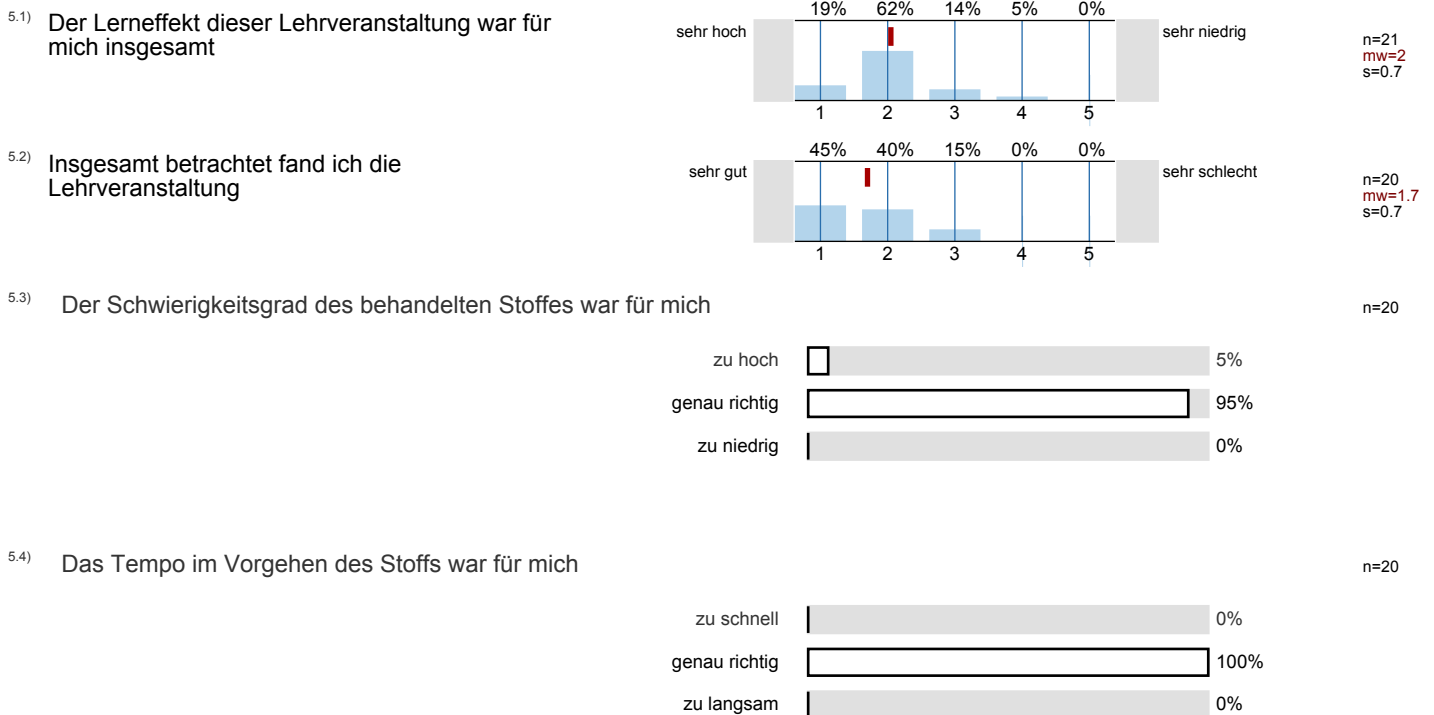 5.1) Der Lerneffekt dieser Lehrveranstaltung war für
mich insgesamt
19% 62% 14% 5% 0%
sehr hoch sehr niedrig
1 2 3 4 5
n=21
mw=2
s=0.7
5.2) Insgesamt betrachtet fand ich die
Lehrveranstaltung
45% 40% 15% 0% 0%
sehr gut sehr schlecht
1 2 3 4 5
n=20
mw=1.7
s=0.7
5.3) Der Schwierigkeitsgrad des behandelten Stoffes war für mich n=20
zu hoch 5%
genau richtig 95%
zu niedrig 0%
5.4) Das Tempo im Vorgehen des Stoffs war für mich n=20
zu schnell 0%
genau richtig 100%
zu langsam 0%